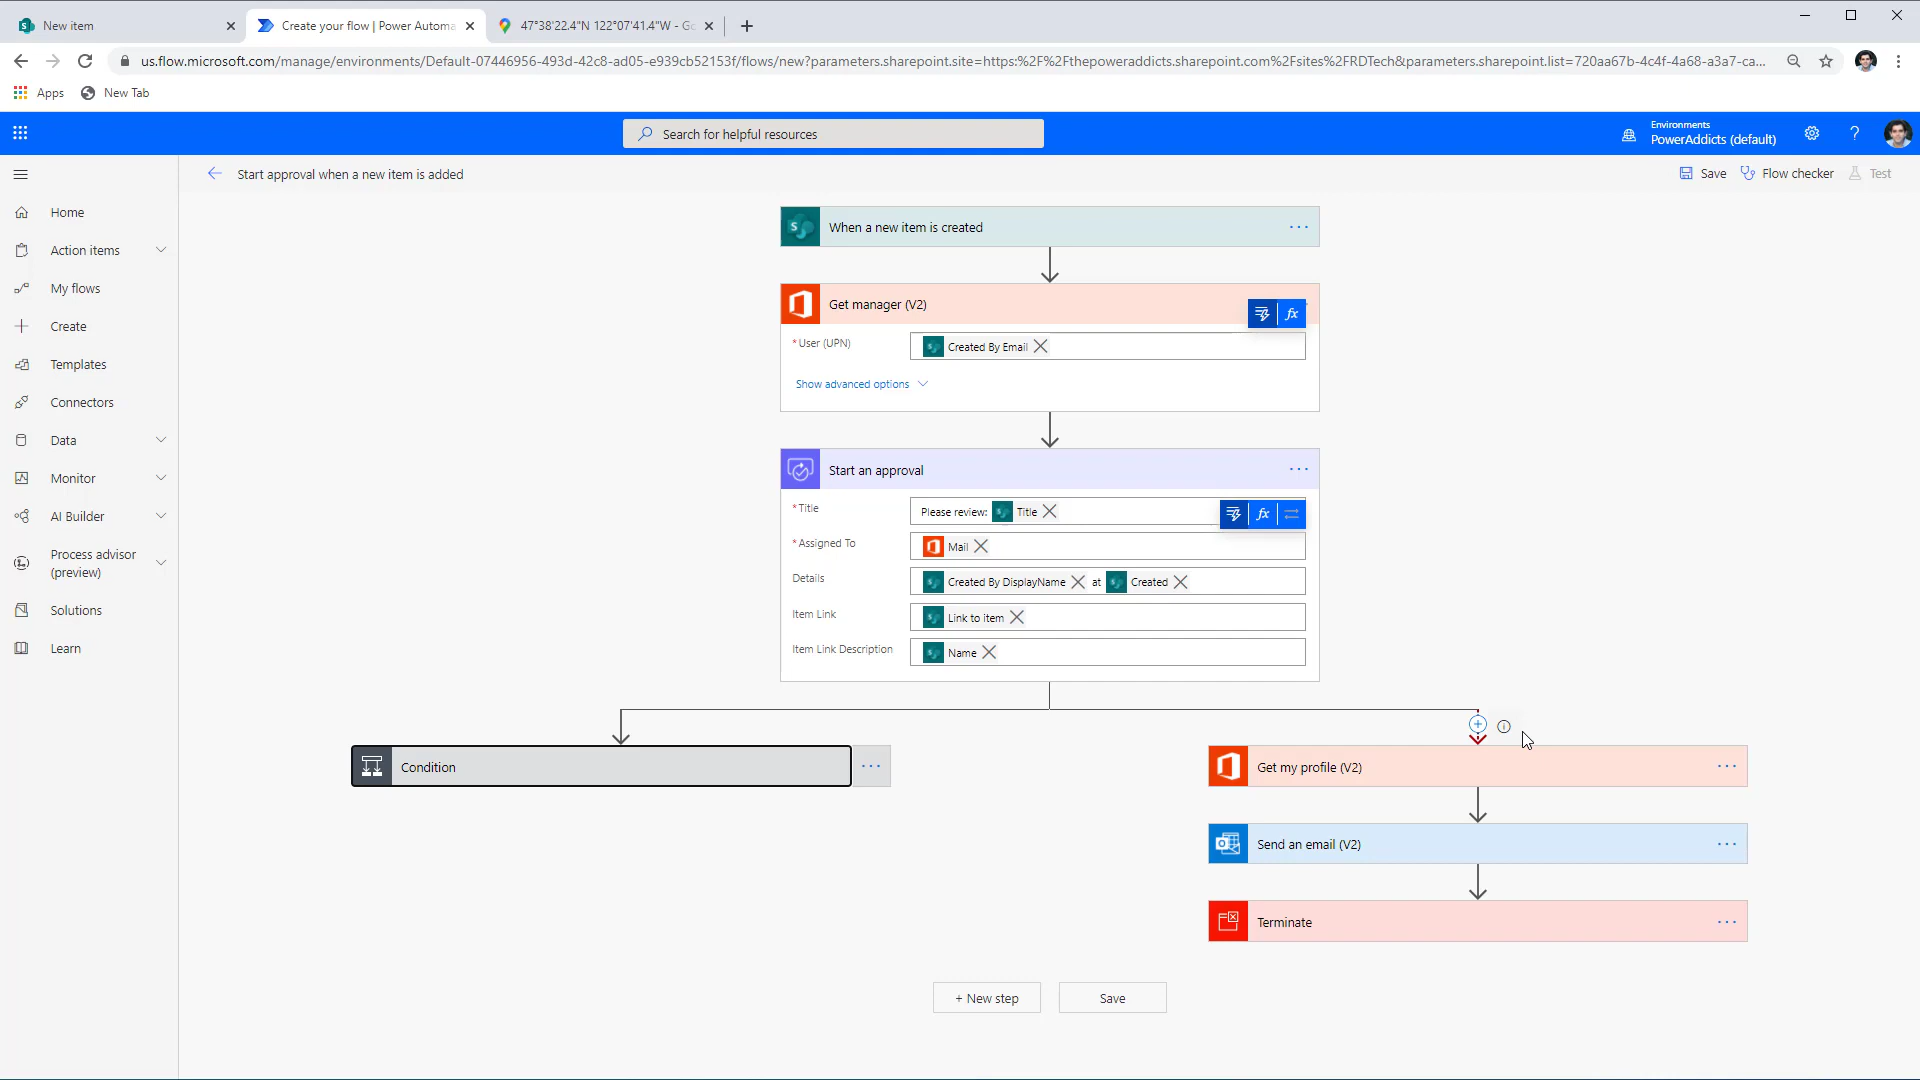 New item
Create your flow | Power Automa
47°38'22.4"N 122°07'41.4"W - Go
us.flow.microsoft.com/manage/environments/Default-07446956-493d-42c8-ad05-e939cb52153f/flows/new?parameters.sharepoint.site=https:%2F%2Fthepoweraddicts.sharepoint.com%2Fsites%2FRDTech&parameters.sharepoint.list=720aa67b-4c4f-4a68-a3a7-ca...
Apps
New Tab
Search for helpful resources
Environments
PowerAddicts (default)
Start approval when a new item is added
Save
Flow checker
Test
Home
Action items
My flows
Create
Templates
Connectors
Data
Monitor
AI Builder
Process advisor
(preview)
Solutions
Learn
When a new item is created
Get manager (V2)
fx
*User (UPN)
Created By Email
Show advanced options
Start an approval
*Title
Please review: Title
fx
*Assigned To
Mail
Details
Created By DisplayName at Created
Item Link
Link to item
Item Link Description
Name
Condition
Get my profile (V2)
Send an email (V2)
Terminate
+ New step
Save